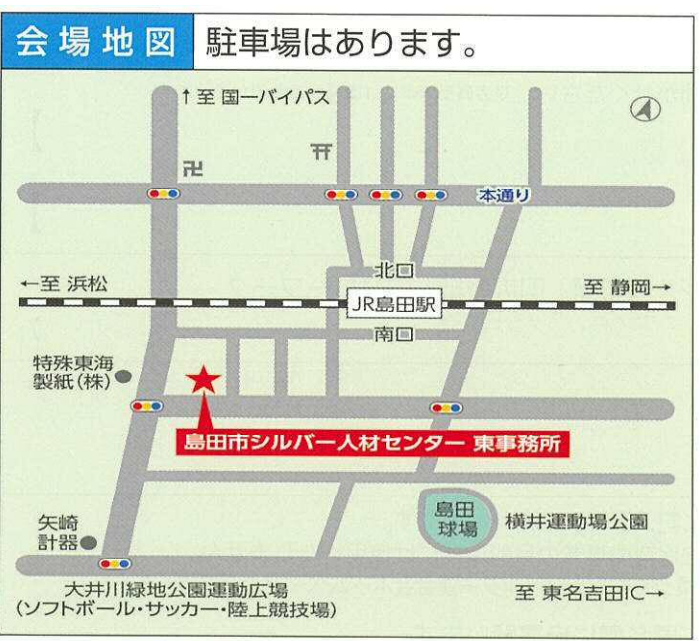 会場地図 駐車場はあります。
↑至 国一バイパス
卍
本通り
北口
←至 浜松
至 静岡→
JR島田駅
南口
特殊東海
製紙(株)
島田市シルバー人材センター 東事務所
島田
球場
横井運動場公園
矢崎
計器
大井川緑地公園運動広場
(ソフトボール・サッカー・陸上競技場)
至 東名吉田IC→